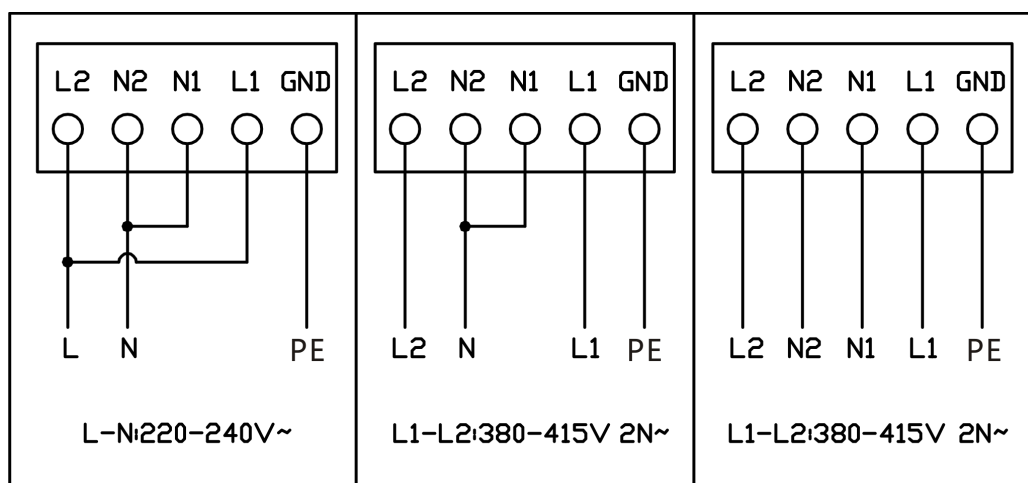 L2 N2 N1 L1 GND
L N PE
L-N:220-240V~
L2 N2 N1 L1 GND
L2 N L1 PE
L1-L2:380-415V 2N~
L2 N2 N1 L1 GND
L2 N2 N1 L1 PE
L1-L2:380-415V 2N~